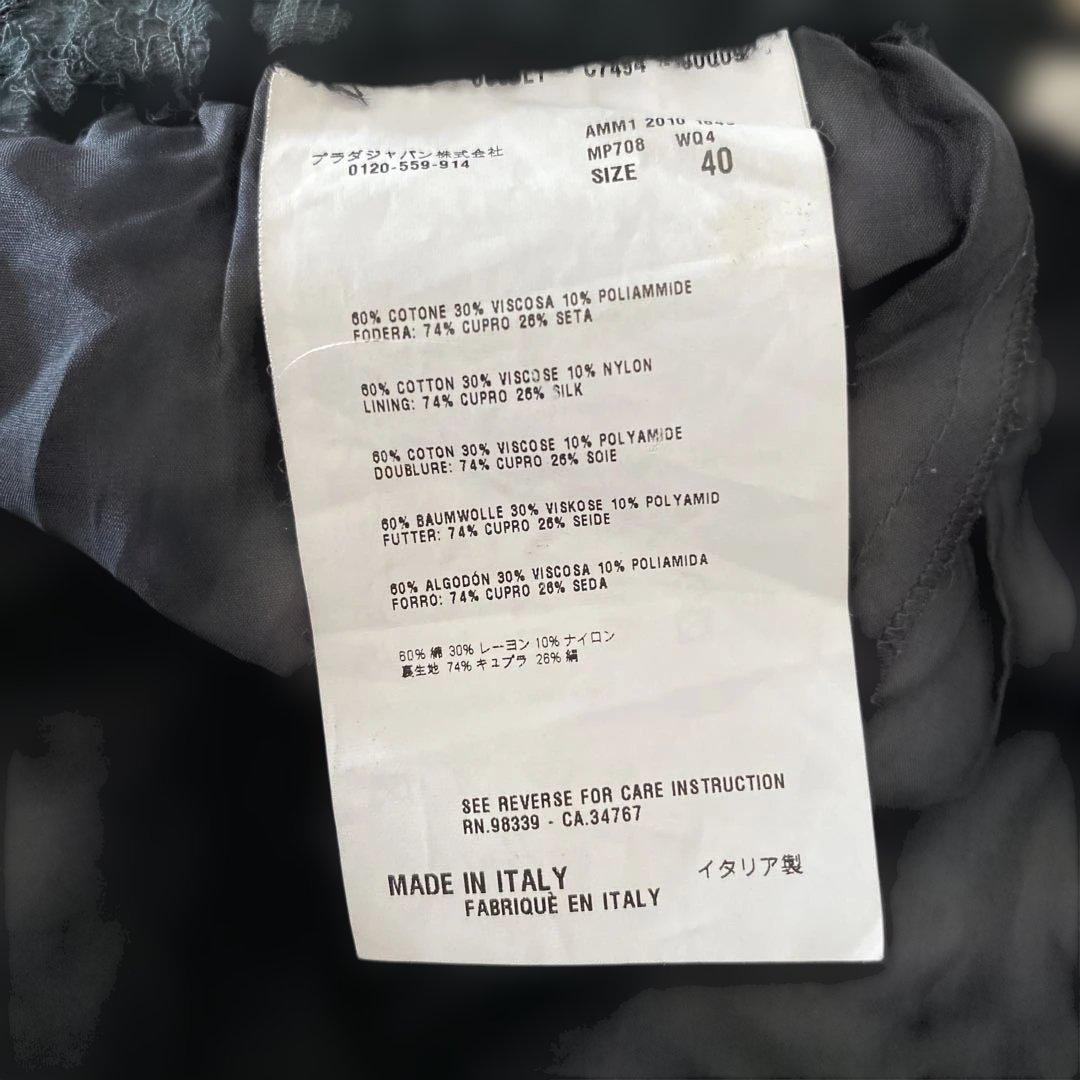 C7494
プラダジャパン株式会社
0120-559-914
AMM1 2010
MP708 WQ4
SIZE 40
60% COTONE 30% VISCOSA 10% POLIAMMIDE
FODERA: 74% CUPRO 26% SETA
60% COTTON 30% VISCOSE 10% NYLON
LINING: 74% CUPRO 26% SILK
60% COTON 30% VISCOSE 10% POLYAMIDE
DOUBLURE: 74% CUPRO 26% SOIE
60% BAUMWOLLE 30% VISKOSE 10% POLYAMID
FUTTER: 74% CUPRO 26% SEIDE
60% ALGODÓN 30% VISCOSA 10% POLIAMIDA
FORRO: 74% CUPRO 26% SEDA
60% 綿 30% レーヨン 10% ナイロン
裏生地 74% キュプラ 26% 絹
SEE REVERSE FOR CARE INSTRUCTION
RN.98339 - CA.34767
MADE IN ITALY
イタリア製
FABRIQUÈ EN ITALY